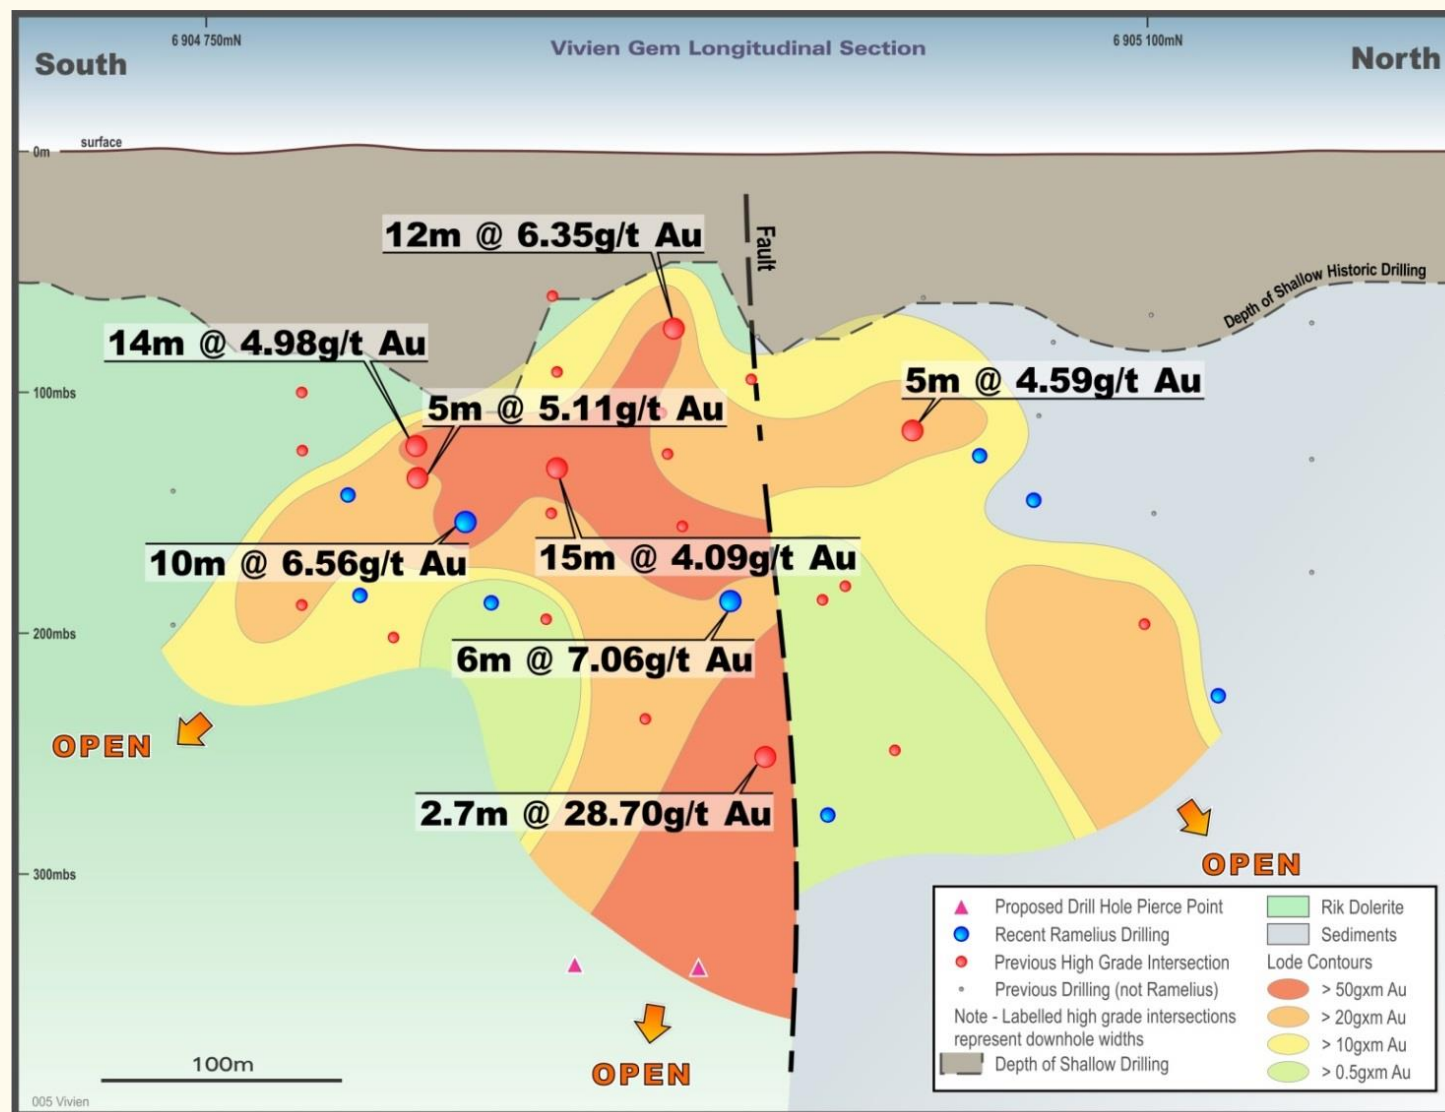 6 904 750mN
6 905 100mN
Vivien Gem Longitudinal Section
South
North
surface
0m
12m @ 6.35g/t Au
Fault
Depth of Shallow Historic Drilling
14m @ 4.98g/t Au
100mbs
5m @ 5.11g/t Au
5m @ 4.59g/t Au
10m @ 6.56g/t Au
15m @ 4.09g/t Au
200mbs
6m @ 7.06g/t Au
OPEN
2.7m @ 28.70g/t Au
OPEN
300mbs
OPEN
100m
005 Vivien
Proposed Drill Hole Pierce Point
Recent Ramelius Drilling
Previous High Grade Intersection
Previous Drilling (not Ramelius)
Note - Labelled high grade intersections
represent downhole widths
Depth of Shallow Drilling
Rik Dolerite
Sediments
Lode Contours
> 50gxm Au
> 20gxm Au
> 10gxm Au
> 0.5gxm Au